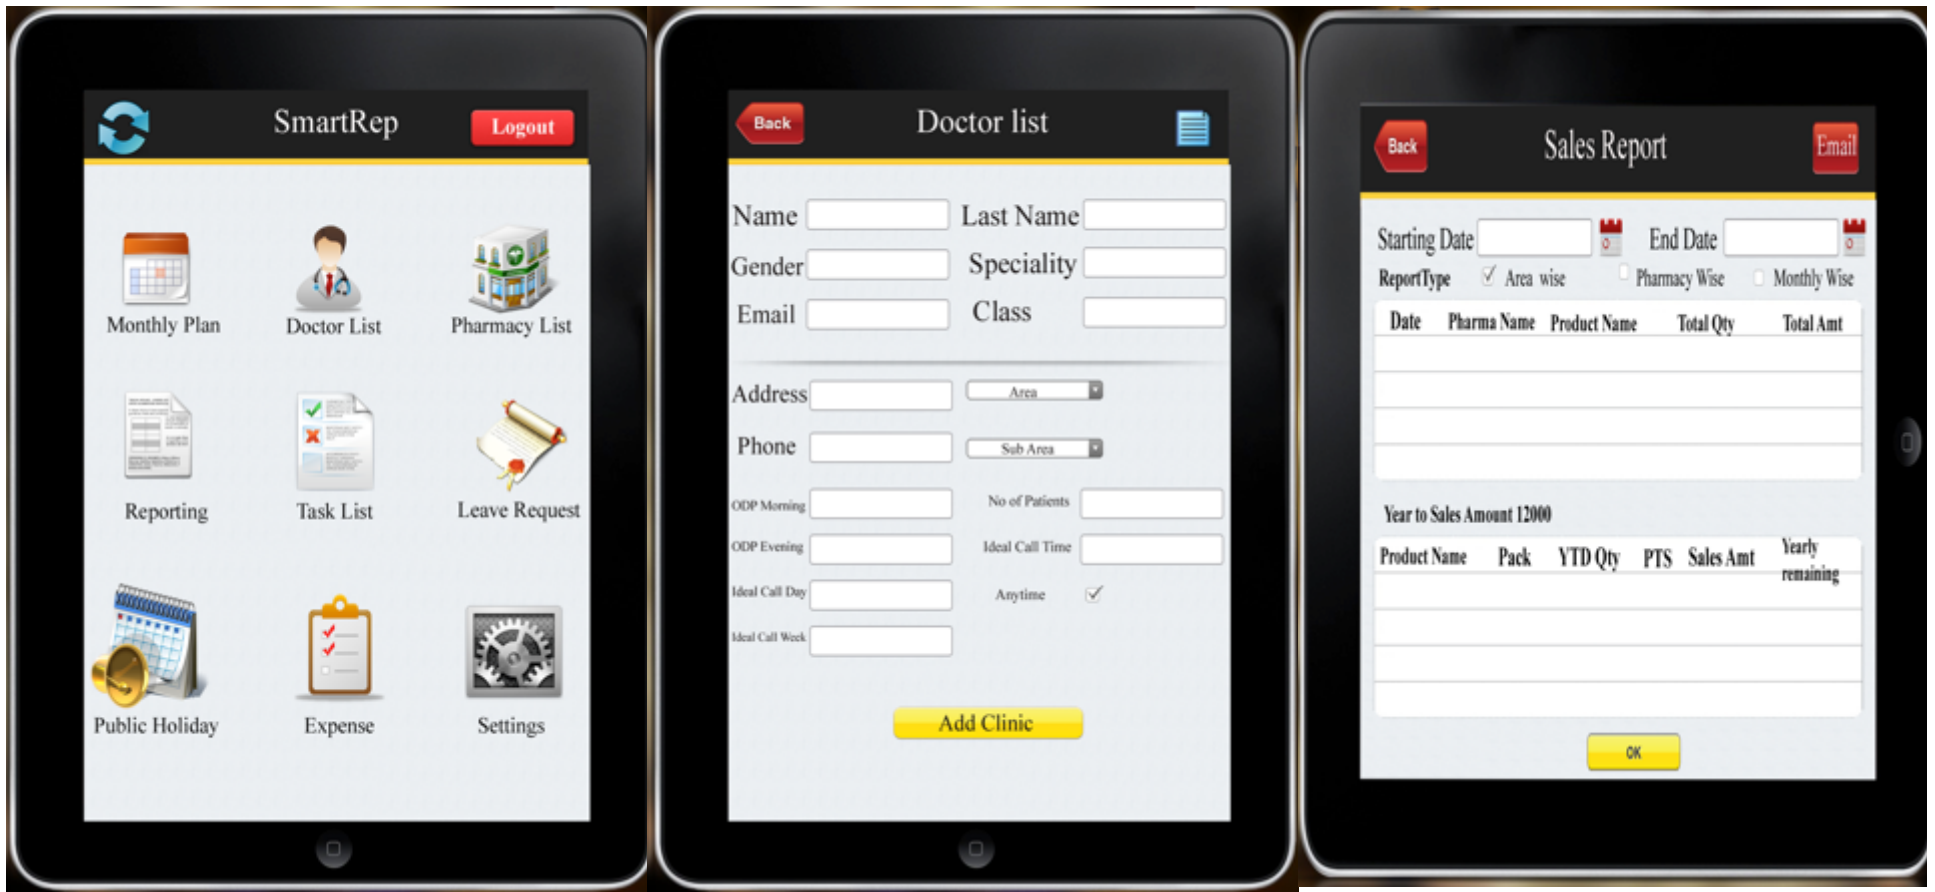 SmartRep
Logout
Monthly Plan
Doctor List
Pharmacy List
Reporting
Task List
Leave Request
Public Holiday
Expense
Settings
Back
Doctor list
Name
Last Name
Gender
Speciality
Email
Class
Address
Area
Phone
Sub Area
ODP Morning
No of Patients
ODP Evening
Ideal Call Time
Ideal Call Day
Anytime
Ideal Call Week
Add Clinic
Back
Sales Report
Email
Starting Date
End Date
ReportType
Area wise
Pharmacy Wise
Monthly Wise
Date
Pharma Name
Product Name
Total Qty
Total Amt
Year to Sales Amount 12000
Product Name
Pack
YTD Qty
PTS
Sales Amt
Yearly
remaining
OK